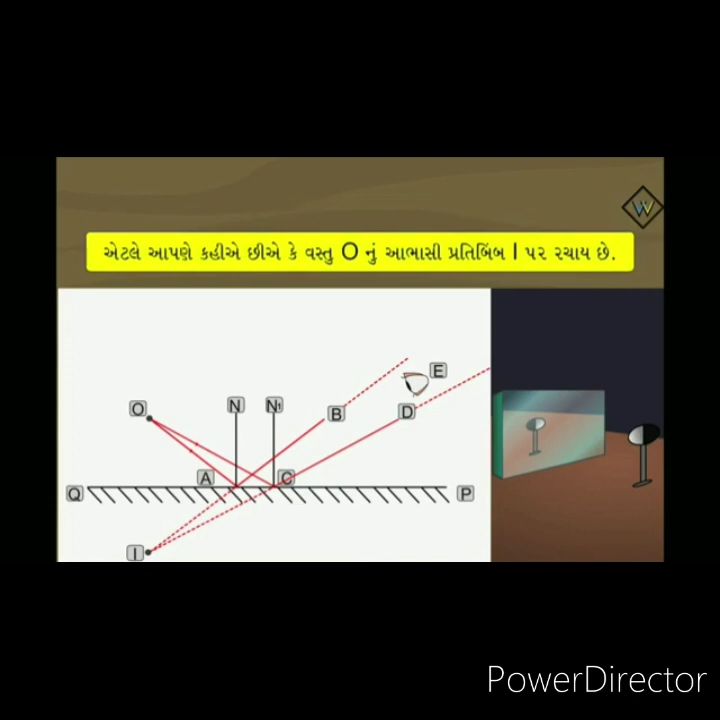 એટલે આપણે કહીએ છીએ કે વસ્તુ O નું આભાસી પ્રતિબિંબ I પર રચાય છે.
E
O N N₁ B D
A C
Q P
I
PowerDirector